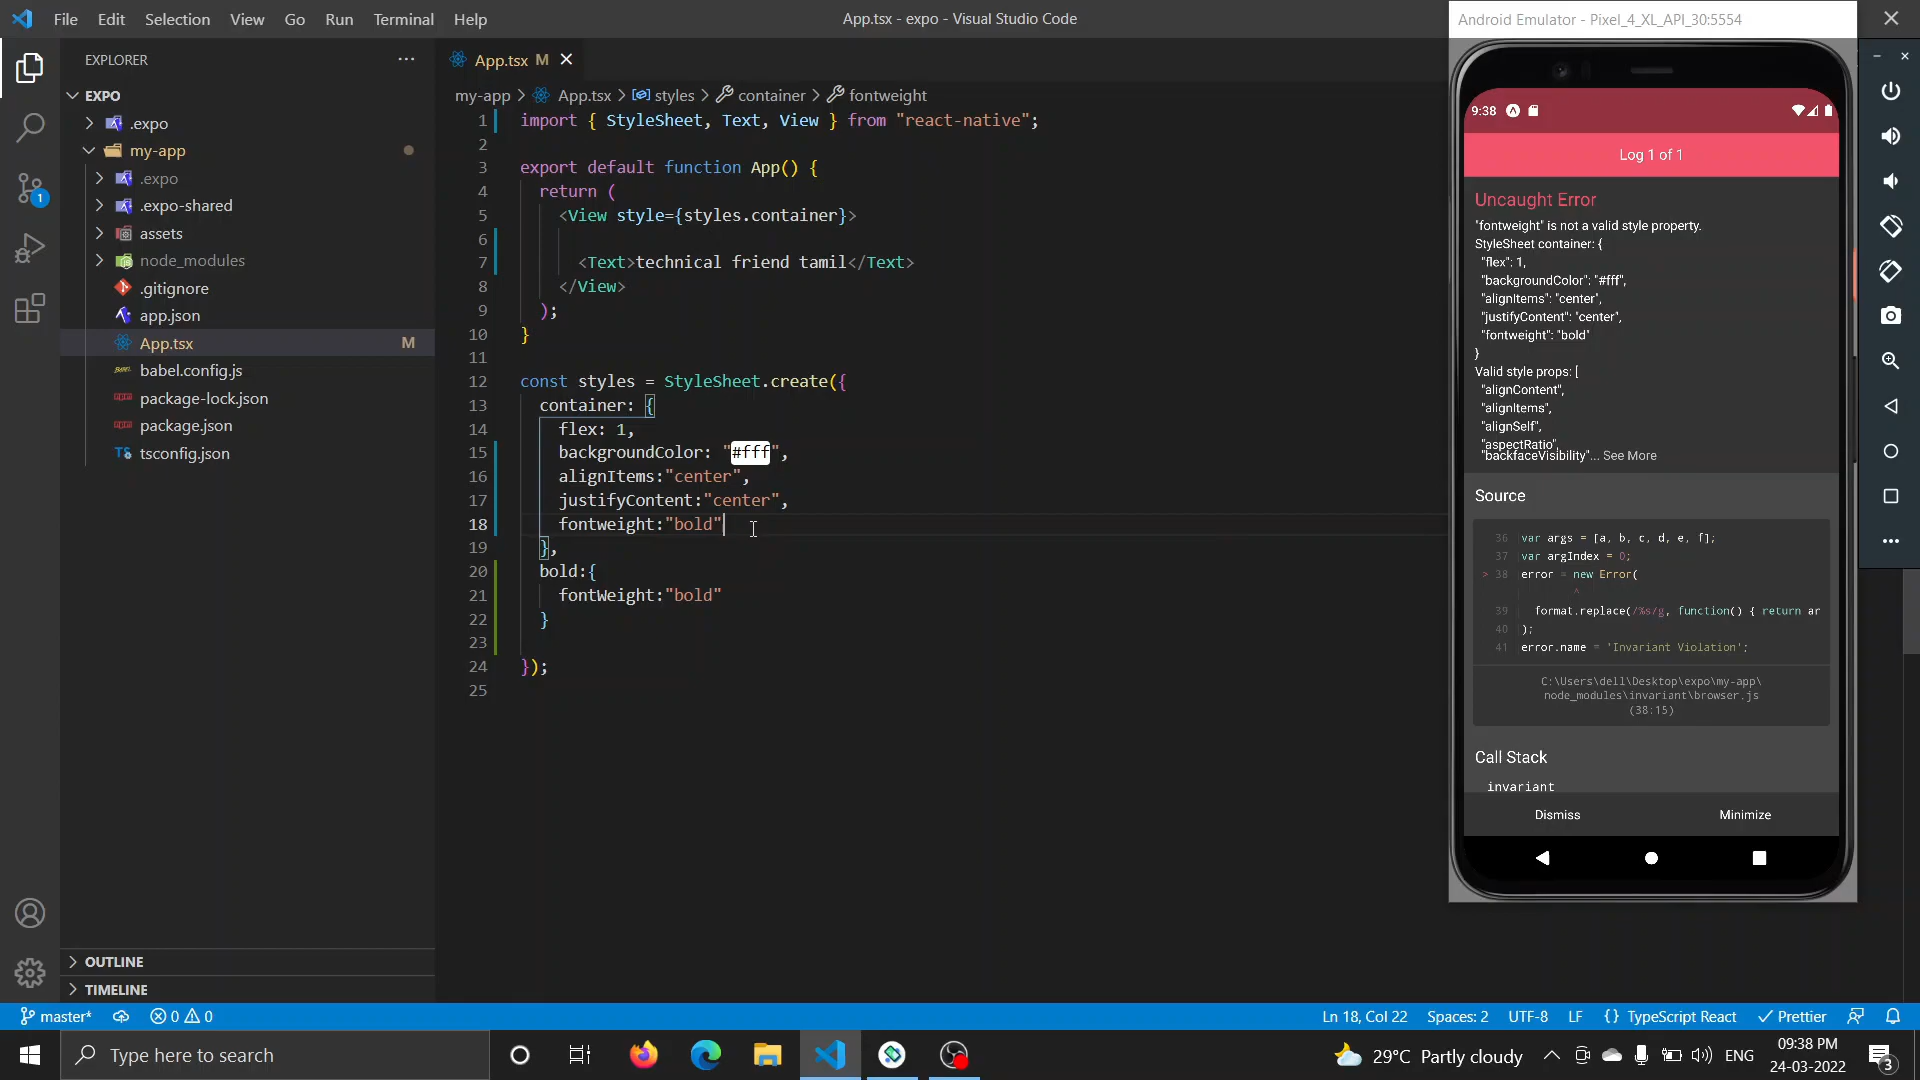 File Edit Selection View Go Run Terminal Help
App.tsx - expo - Visual Studio Code
Android Emulator - Pixel_4_XL_API_30:5554
EXPLORER
EXPO
.expo
my-app
.expo
.expo-shared
assets
node_modules
.gitignore
app.json
App.tsx M
babel.config.js
package-lock.json
package.json
tsconfig.json
OUTLINE
TIMELINE
App.tsx M
my-app > App.tsx > styles > container > fontweight
1 import { StyleSheet, Text, View } from "react-native";
2
3 export default function App() {
4 return (
5 <View style={styles.container}>
6
7 <Text>technical friend tamil</Text>
8 </View>
9 );
10 }
11
12 const styles = StyleSheet.create({
13 container: {
14 flex: 1,
15 backgroundColor: "#fff",
16 alignItems:"center",
17 justifyContent:"center",
18 fontweight:"bold"
19 },
20 bold:{
21 fontWeight:"bold"
22 }
23
24 });
25
9:38
Log 1 of 1
Uncaught Error
"fontweight" is not a valid style property.
StyleSheet container: {
"flex": 1,
"backgroundColor": "#fff",
"alignItems": "center",
"justifyContent": "center",
"fontweight": "bold"
}
Valid style props: [
"alignContent",
"alignItems",
"alignSelf",
"aspectRatio",
"backfaceVisibility"... See More
Source
36 var args = [a, b, c, d, e, f];
37 var argIndex = 0;
> 38 error = new Error(
^
39 format.replace(/%s/g, function() { return ar
40 );
41 error.name = 'Invariant Violation';
C:\Users\dell\Desktop\expo\my-app\
node_modules\invariant\browser.js
(38:15)
Call Stack
invariant
Dismiss Minimize
master* 0 0
Ln 18, Col 22 Spaces: 2 UTF-8 LF {} TypeScript React Prettier
Type here to search
29°C Partly cloudy
ENG
09:38 PM
24-03-2022
3
1